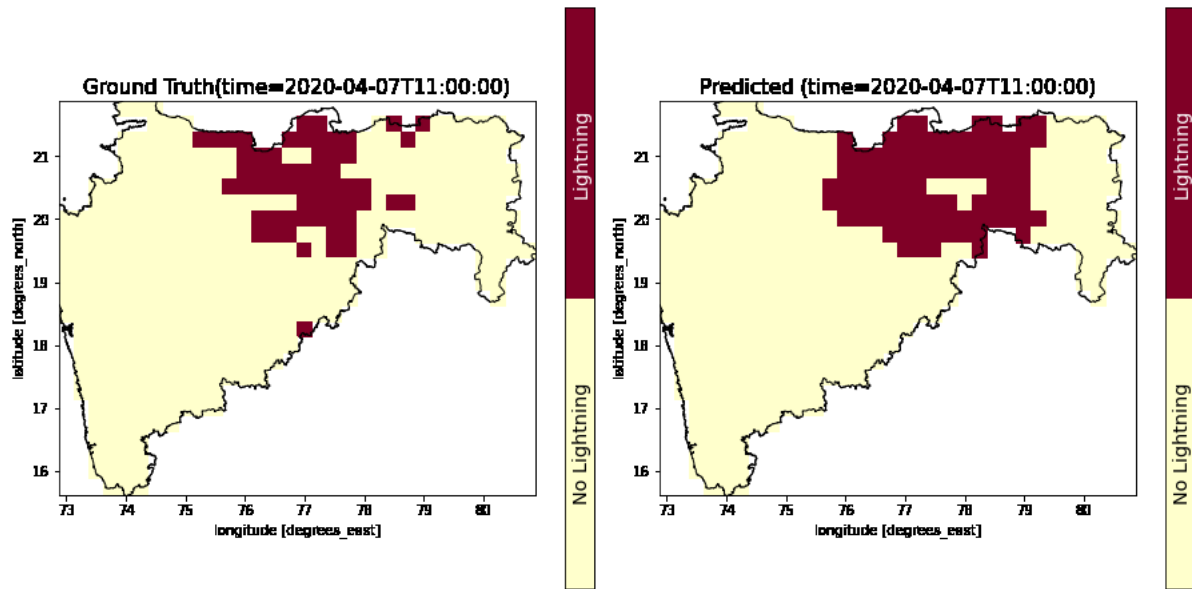 Ground Truth(time=2020-04-07T11:00:00)
21
20
19
18
17
16
latitude [degrees_north]
73 74 75 76 77 78 79 80
longitude [degrees_east]
Lightning
No Lightning
Predicted (time=2020-04-07T11:00:00)
21
20
19
18
17
16
latitude [degrees_north]
73 74 75 76 77 78 79 80
longitude [degrees_east]
Lightning
No Lightning